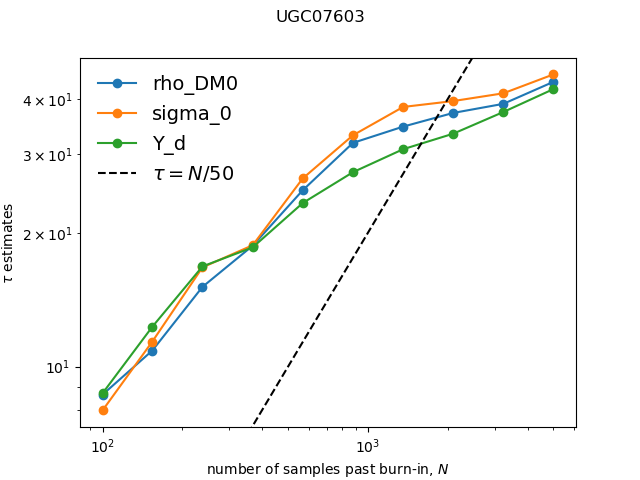 UGC07603
rho_DM0
sigma_0
Y_d
τ = N/50
4 × 10¹
3 × 10¹
2 × 10¹
10¹
τ estimates
10² 10³
number of samples past burn-in, N